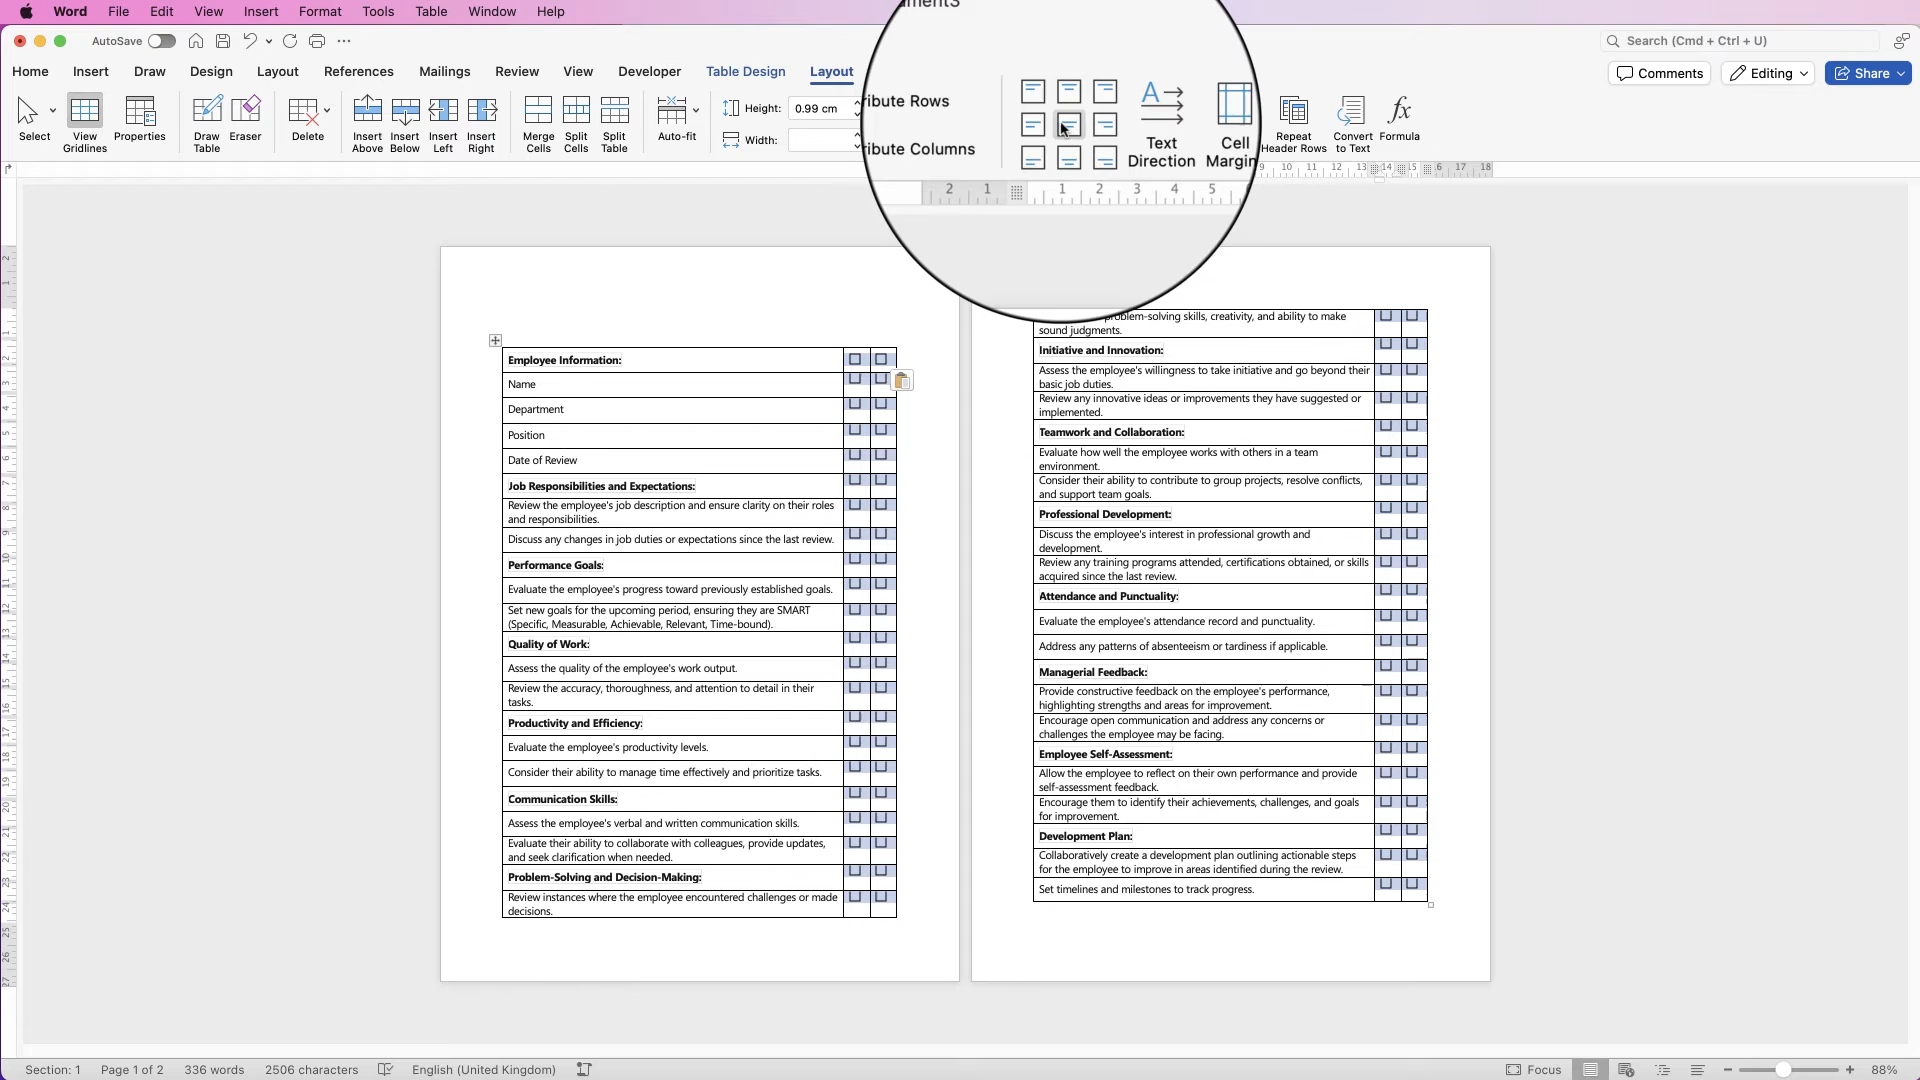 Word File Edit View Insert Format Tools Table Window Help
AutoSave
Search (Cmd + Ctrl + U)
Home Insert Draw Design Layout References Mailings Review View Developer Table Design Layout
Comments Editing Share
Select
View Gridlines
Properties
Draw Table
Eraser
Delete
Insert Above
Insert Below
Insert Left
Insert Right
Merge Cells
Split Cells
Split Table
Auto-fit
Height: 0.99 cm
Width:
ribute Rows
ribute Columns
Text Direction
Cell
Repeat Header Rows
Convert to Text
Formula
2 1 1 2 3 4 5
9 10 11 12 13 14 15 17 18
Employee Information:
Name
Department
Position
Date of Review
Job Responsibilities and Expectations:
Review the employee's job description and ensure clarity on their roles
and responsibilities.
Discuss any changes in job duties or expectations since the last review.
Performance Goals:
Evaluate the employee's progress toward previously established goals.
Set new goals for the upcoming period, ensuring they are SMART
(Specific, Measurable, Achievable, Relevant, Time-bound).
Quality of Work:
Assess the quality of the employee's work output.
Review the accuracy, thoroughness, and attention to detail in their
tasks.
Productivity and Efficiency:
Evaluate the employee's productivity levels.
Consider their ability to manage time effectively and prioritize tasks.
Communication Skills:
Assess the employee's verbal and written communication skills.
Evaluate their ability to collaborate with colleagues, provide updates,
and seek clarification when needed.
Problem-Solving and Decision-Making:
Review instances where the employee encountered challenges or made
decisions.
problem-solving skills, creativity, and ability to make
sound judgments.
Initiative and Innovation:
Assess the employee's willingness to take initiative and go beyond their
basic job duties.
Review any innovative ideas or improvements they have suggested or
implemented.
Teamwork and Collaboration:
Evaluate how well the employee works with others in a team
environment.
Consider their ability to contribute to group projects, resolve conflicts,
and support team goals.
Professional Development:
Discuss the employee's interest in professional growth and
development.
Review any training programs attended, certifications obtained, or skills
acquired since the last review.
Attendance and Punctuality:
Evaluate the employee's attendance record and punctuality.
Address any patterns of absenteeism or tardiness if applicable.
Managerial Feedback:
Provide constructive feedback on the employee's performance,
highlighting strengths and areas for improvement.
Encourage open communication and address any concerns or
challenges the employee may be facing.
Employee Self-Assessment:
Allow the employee to reflect on their own performance and provide
self-assessment feedback.
Encourage them to identify their achievements, challenges, and goals
for improvement.
Development Plan:
Collaboratively create a development plan outlining actionable steps
for the employee to improve in areas identified during the review.
Set timelines and milestones to track progress.
Section: 1 Page 1 of 2 336 words 2506 characters English (United Kingdom) Focus 88%